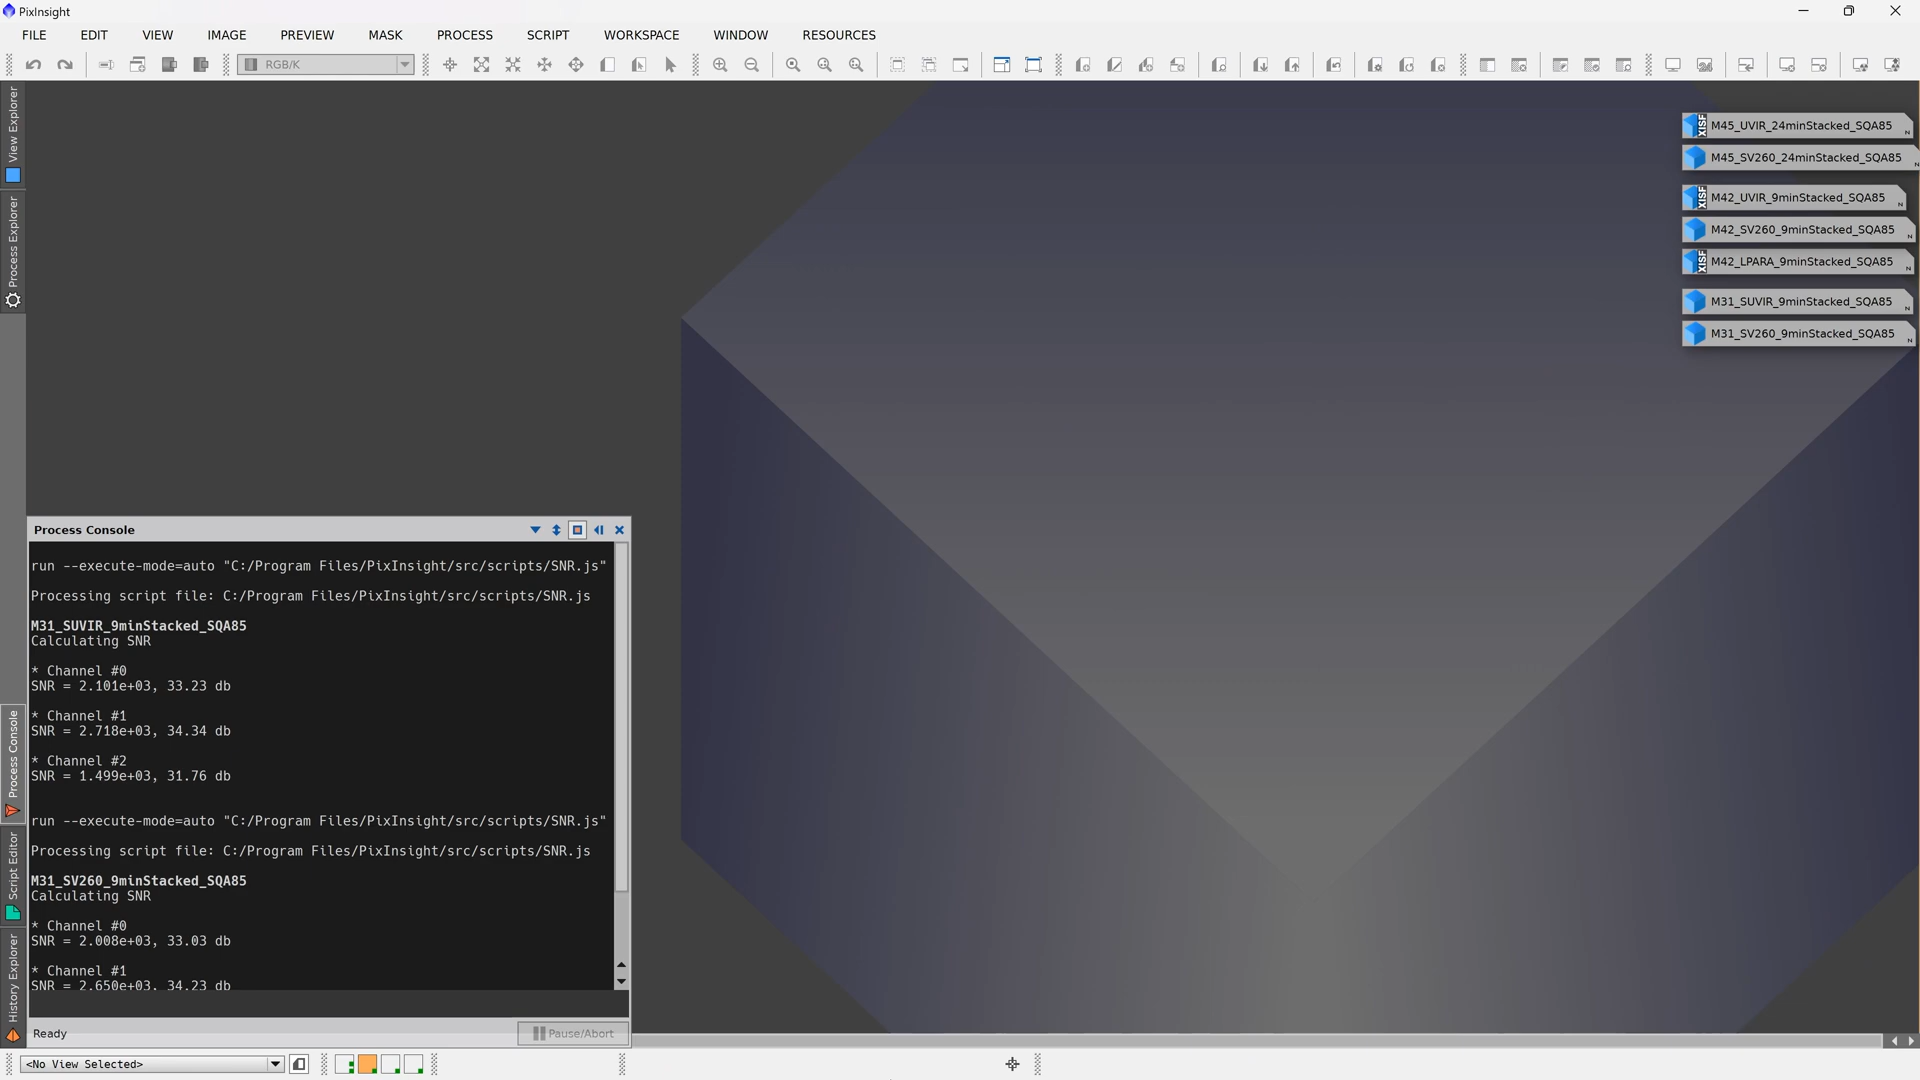 PixInsight
FILE EDIT VIEW IMAGE PREVIEW MASK PROCESS SCRIPT WORKSPACE WINDOW RESOURCES
RGB/K
View Explorer
Process Explorer
Process Console
Script Editor
History Explorer
XISF M45_UVIR_24minStacked_SQA85 N
M45_SV260_24minStacked_SQA85 N
XISF M42_UVIR_9minStacked_SQA85 N
M42_SV260_9minStacked_SQA85 N
XISF M42_LPARA_9minStacked_SQA85 N
M31_SUVIR_9minStacked_SQA85 N
M31_SV260_9minStacked_SQA85 N
Process Console
run --execute-mode=auto "C:/Program Files/PixInsight/src/scripts/SNR.js"
Processing script file: C:/Program Files/PixInsight/src/scripts/SNR.js
M31_SUVIR_9minStacked_SQA85
Calculating SNR
* Channel #0
SNR = 2.101e+03, 33.23 db
* Channel #1
SNR = 2.718e+03, 34.34 db
* Channel #2
SNR = 1.499e+03, 31.76 db
run --execute-mode=auto "C:/Program Files/PixInsight/src/scripts/SNR.js"
Processing script file: C:/Program Files/PixInsight/src/scripts/SNR.js
M31_SV260_9minStacked_SQA85
Calculating SNR
* Channel #0
SNR = 2.008e+03, 33.03 db
* Channel #1
SNR = 2.650e+03, 34.23 db
Ready
Pause/Abort
<No View Selected>